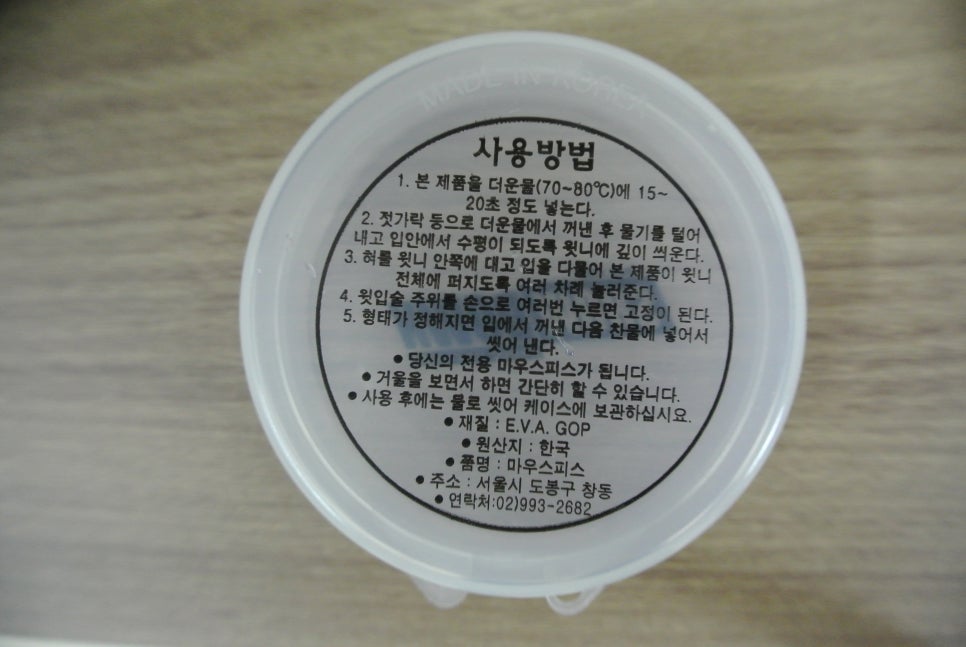 MADE IN KOREA
사용방법
1. 본 제품을 더운물(70~80℃)에 15~
20초 정도 넣는다.
2. 젓가락 등으로 더운물에서 꺼낸 후 물기를 털어
내고 입안에서 수평이 되도록 윗니에 깊이 씌운다.
3. 혀를 윗니 안쪽에 대고 입을 다물어 본 제품이 윗니
전체에 퍼지도록 여러 차례 눌러준다.
4. 윗입술 주위를 손으로 여러번 누르면 고정이 된다.
5. 형태가 정해지면 입에서 꺼낸 다음 찬물에 넣어서
씻어 낸다.
● 당신의 전용 마우스피스가 됩니다.
● 거울을 보면서 하면 간단히 할 수 있습니다.
● 사용 후에는 물로 씻어 케이스에 보관하십시요.
● 재질 : E.V.A. GOP
● 원산지 : 한국
● 품명 : 마우스피스
● 주소 : 서울시 도봉구 창동
● 연락처:02)993-2682